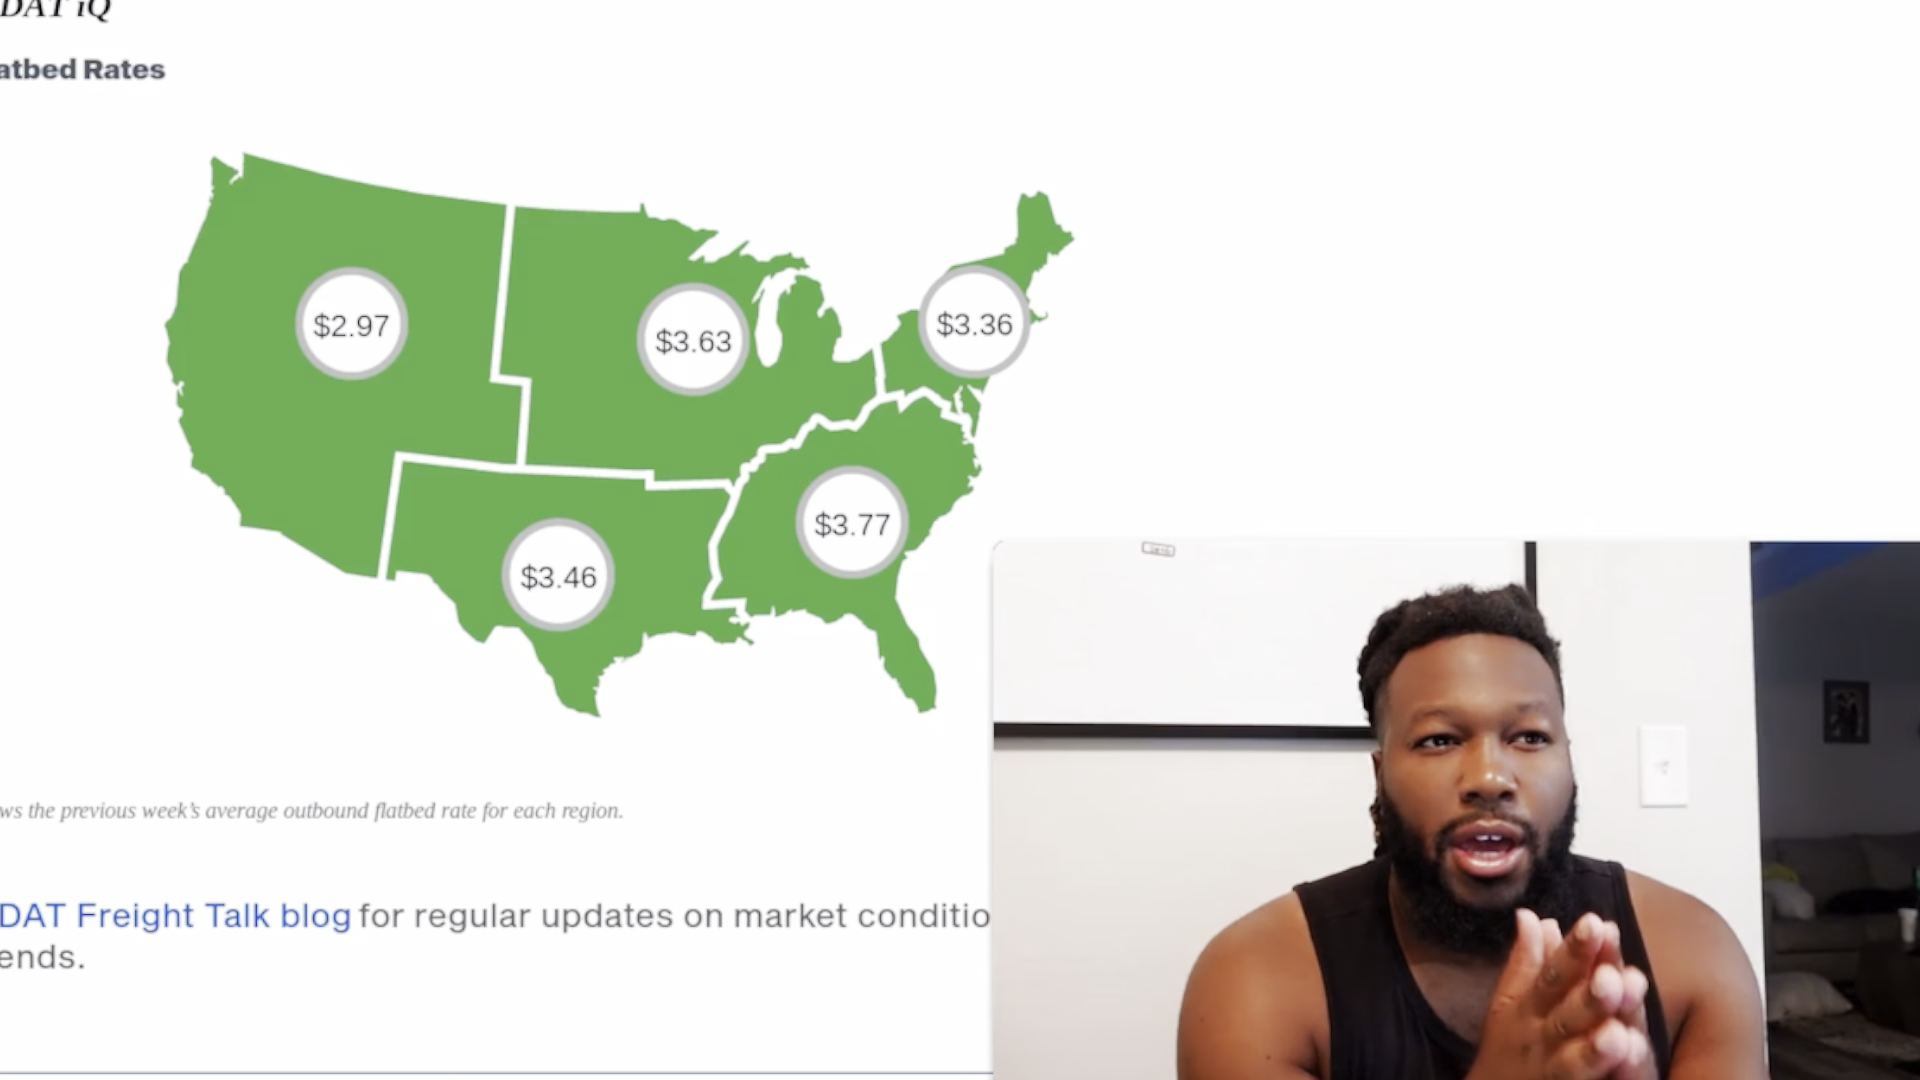 DAT iQ
atbed Rates
$2.97
$3.63
$3.36
$3.77
$3.46
ws the previous week’s average outbound flatbed rate for each region.
DAT Freight Talk blog for regular updates on market conditio
ends.